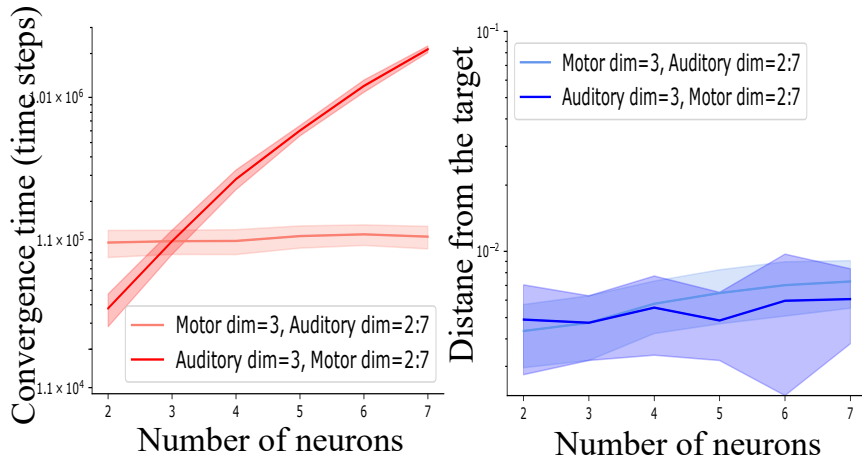 Convergence time (time steps)
1.01 × 10⁶
1.1 × 10⁵
1.1 × 10⁴
Motor dim=3, Auditory dim=2:7
Auditory dim=3, Motor dim=2:7
2 3 4 5 6 7
Number of neurons
Distane from the target
10⁻¹
10⁻²
Motor dim=3, Auditory dim=2:7
Auditory dim=3, Motor dim=2:7
2 3 4 5 6 7
Number of neurons